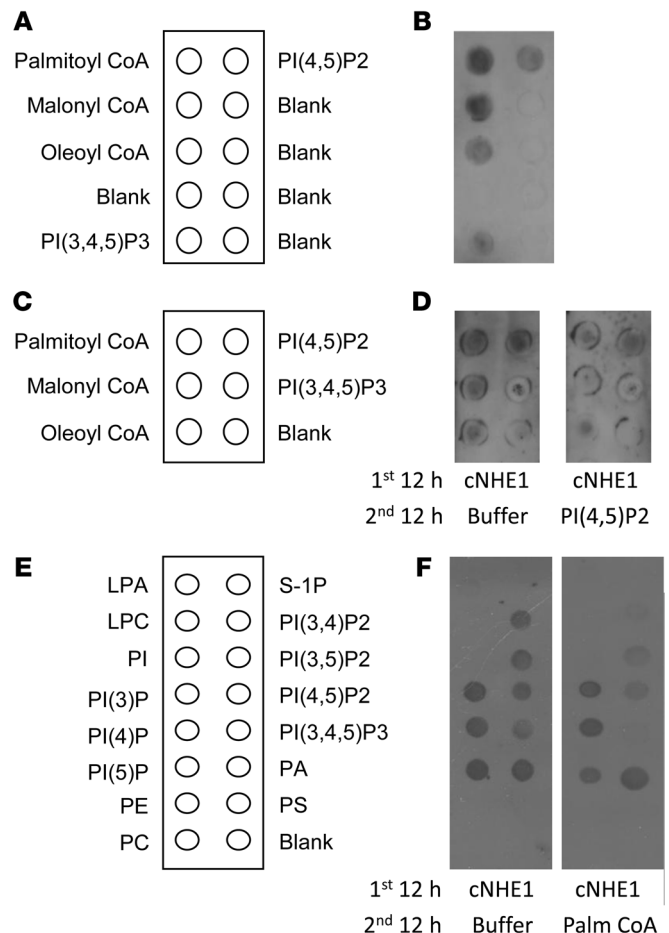 A
B
Palmitoyl CoA PI(4,5)P2
Malonyl CoA Blank
Oleoyl CoA Blank
Blank Blank
PI(3,4,5)P3 Blank
C
D
Palmitoyl CoA PI(4,5)P2
Malonyl CoA PI(3,4,5)P3
Oleoyl CoA Blank
1st 12 h cNHE1 cNHE1
2nd 12 h Buffer PI(4,5)P2
E
F
LPA S-1P
LPC PI(3,4)P2
PI PI(3,5)P2
PI(3)P PI(4,5)P2
PI(4)P PI(3,4,5)P3
PI(5)P PA
PE PS
PC Blank
1st 12 h cNHE1 cNHE1
2nd 12 h Buffer Palm CoA